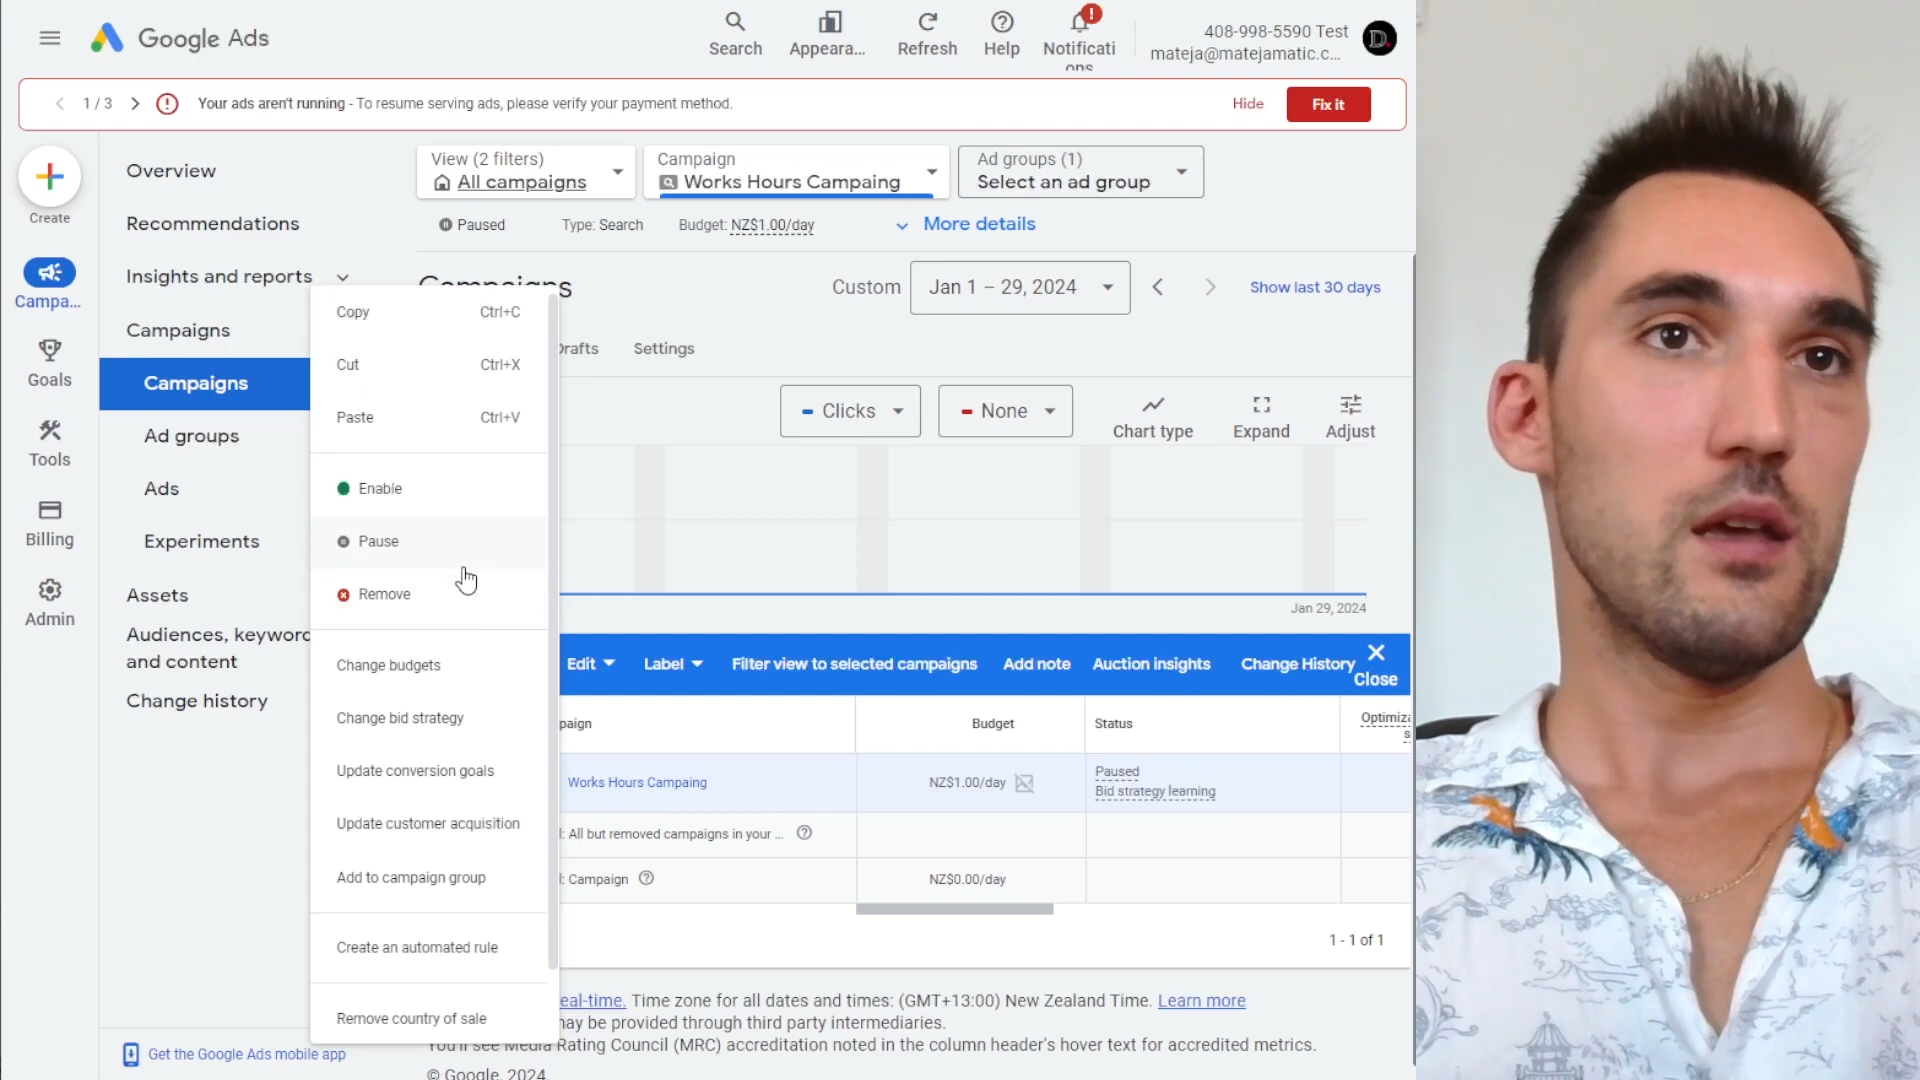 Google Ads
Search
Appeara...
Refresh
Help
Notificati
ons
408-998-5590 Test
mateja@matejamatic.c...
1 / 3
Your ads aren't running - To resume serving ads, please verify your payment method.
Hide
Fix it
Create
Campa...
Goals
Tools
Billing
Admin
Overview
Recommendations
Insights and reports
Campaigns
Campaigns
Ad groups
Ads
Experiments
Assets
Audiences, keyword
and content
Change history
Get the Google Ads mobile app
View (2 filters)
All campaigns
Campaign
Works Hours Campaing
Ad groups (1)
Select an ad group
Paused
Type: Search
Budget: NZ$1.00/day
More details
Campaigns
Custom
Jan 1 – 29, 2024
Show last 30 days
Drafts
Settings
Clicks
None
Chart type
Expand
Adjust
Jan 29, 2024
Copy Ctrl+C
Cut Ctrl+X
Paste Ctrl+V
Enable
Pause
Remove
Change budgets
Change bid strategy
Update conversion goals
Update customer acquisition
Add to campaign group
Create an automated rule
Remove country of sale
Edit
Label
Filter view to selected campaigns
Add note
Auction insights
Change History
Close
paign
Budget
Status
Optimiza
s
Works Hours Campaing
NZ$1.00/day
Paused
Bid strategy learning
l: All but removed campaigns in your ...
l: Campaign
NZ$0.00/day
1 - 1 of 1
eal-time. Time zone for all dates and times: (GMT+13:00) New Zealand Time. Learn more
may be provided through third party intermediaries.
You'll see Media Rating Council (MRC) accreditation noted in the column header's hover text for accredited metrics.
© Google, 2024.